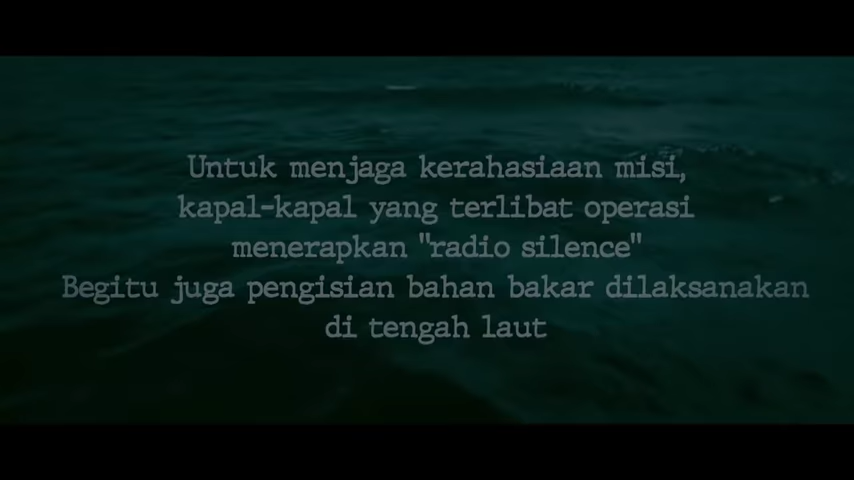 Untuk menjaga kerahasiaan misi,
kapal-kapal yang terlibat operasi
menerapkan "radio silence"
Begitu juga pengisian bahan bakar dilaksanakan
di tengah laut